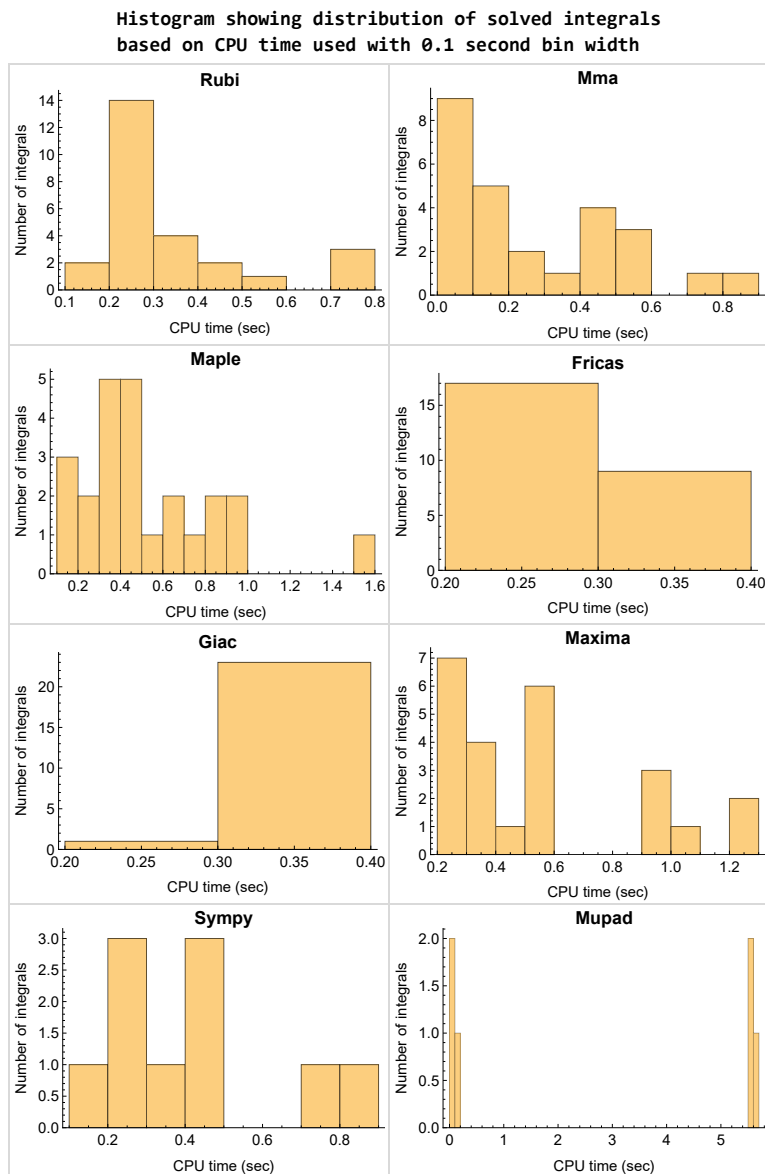 Histogram showing distribution of solved integrals
based on CPU time used with 0.1 second bin width
Rubi
Number of integrals
14
12
10
8
6
4
2
0
0.1 0.2 0.3 0.4 0.5 0.6 0.7 0.8
CPU time (sec)
Mma
Number of integrals
8
6
4
2
0
0.0 0.2 0.4 0.6 0.8
CPU time (sec)
Maple
Number of integrals
5
4
3
2
1
0
0.2 0.4 0.6 0.8 1.0 1.2 1.4 1.6
CPU time (sec)
Fricas
Number of integrals
15
10
5
0
0.20 0.25 0.30 0.35 0.40
CPU time (sec)
Giac
Number of integrals
20
15
10
5
0
0.20 0.25 0.30 0.35 0.40
CPU time (sec)
Maxima
Number of integrals
7
6
5
4
3
2
1
0
0.2 0.4 0.6 0.8 1.0 1.2
CPU time (sec)
Sympy
Number of integrals
3.0
2.5
2.0
1.5
1.0
0.5
0.0
0.2 0.4 0.6 0.8
CPU time (sec)
Mupad
Number of integrals
2.0
1.5
1.0
0.5
0.0
0 1 2 3 4 5
CPU time (sec)